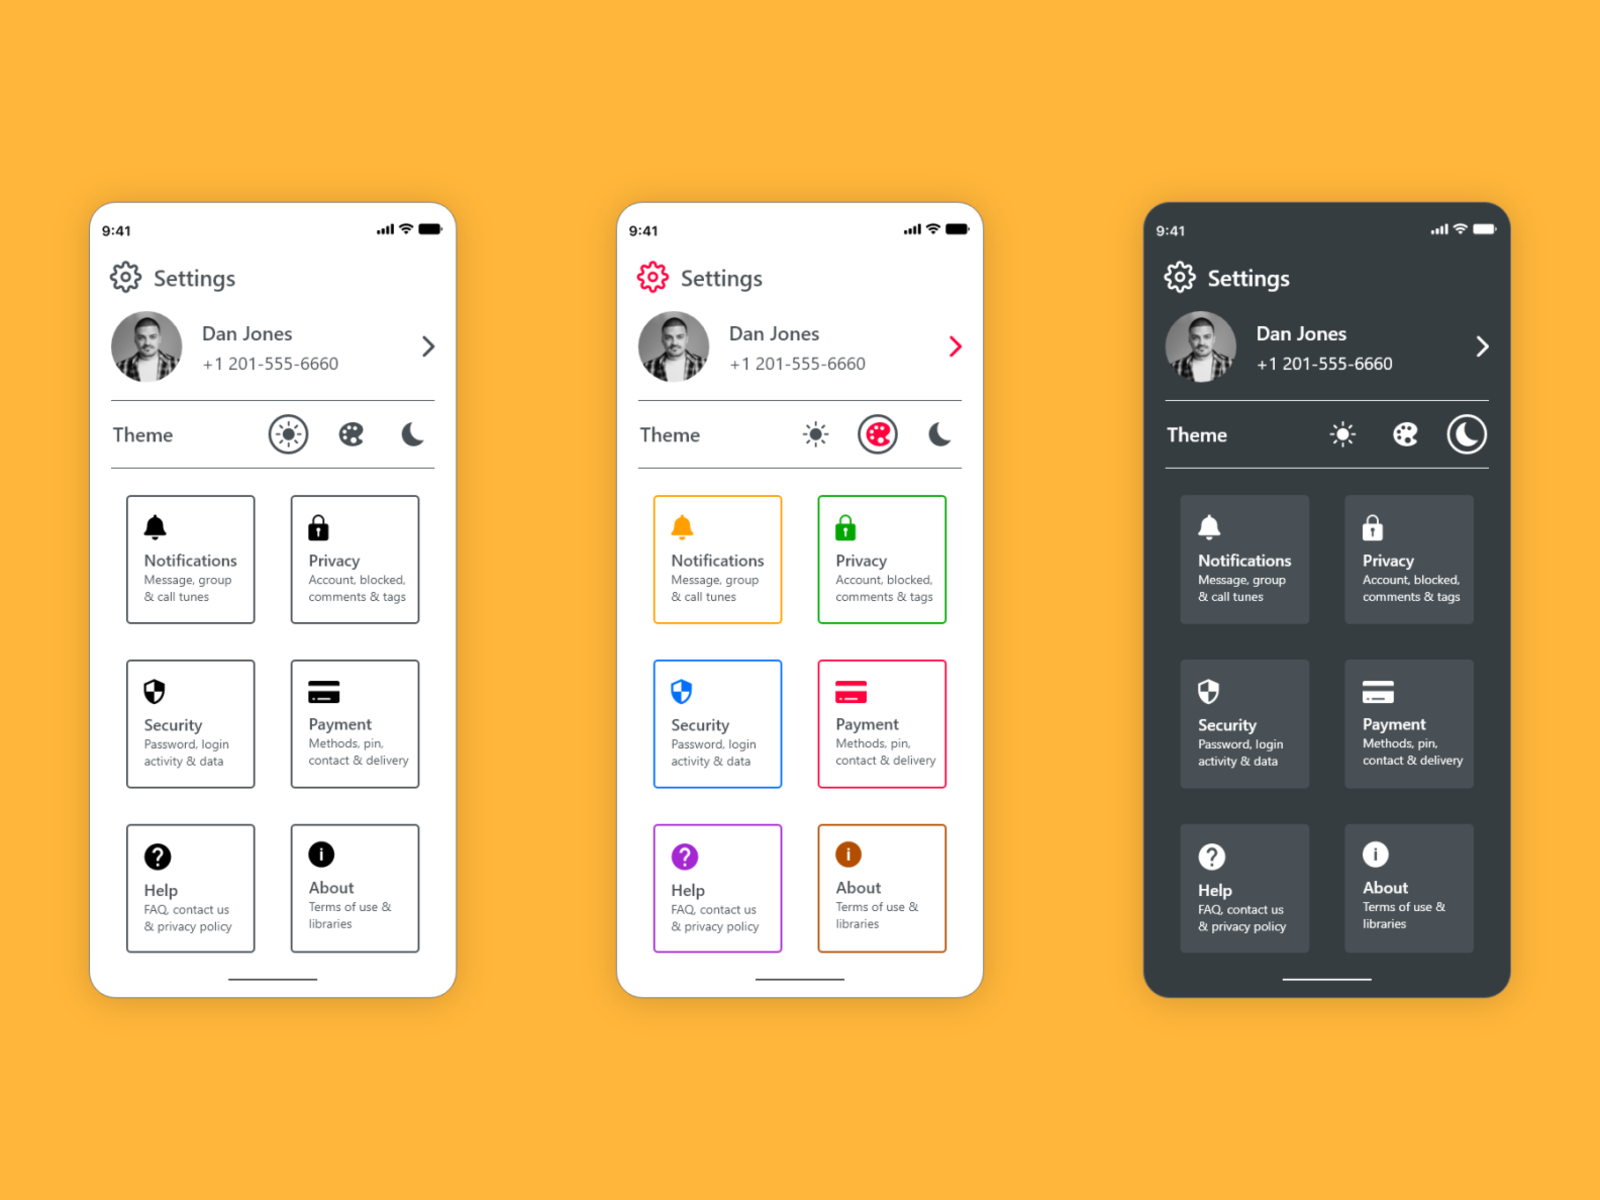 9:41
Settings
Dan Jones
+1 201-555-6660
Theme
Notifications
Message, group
& call tunes
Privacy
Account, blocked,
comments & tags
Security
Password, login
activity & data
Payment
Methods, pin,
contact & delivery
Help
FAQ, contact us
& privacy policy
About
Terms of use &
libraries
9:41
Settings
Dan Jones
+1 201-555-6660
Theme
Notifications
Message, group
& call tunes
Privacy
Account, blocked,
comments & tags
Security
Password, login
activity & data
Payment
Methods, pin,
contact & delivery
Help
FAQ, contact us
& privacy policy
About
Terms of use &
libraries
9:41
Settings
Dan Jones
+1 201-555-6660
Theme
Notifications
Message, group
& call tunes
Privacy
Account, blocked,
comments & tags
Security
Password, login
activity & data
Payment
Methods, pin,
contact & delivery
Help
FAQ, contact us
& privacy policy
About
Terms of use &
libraries